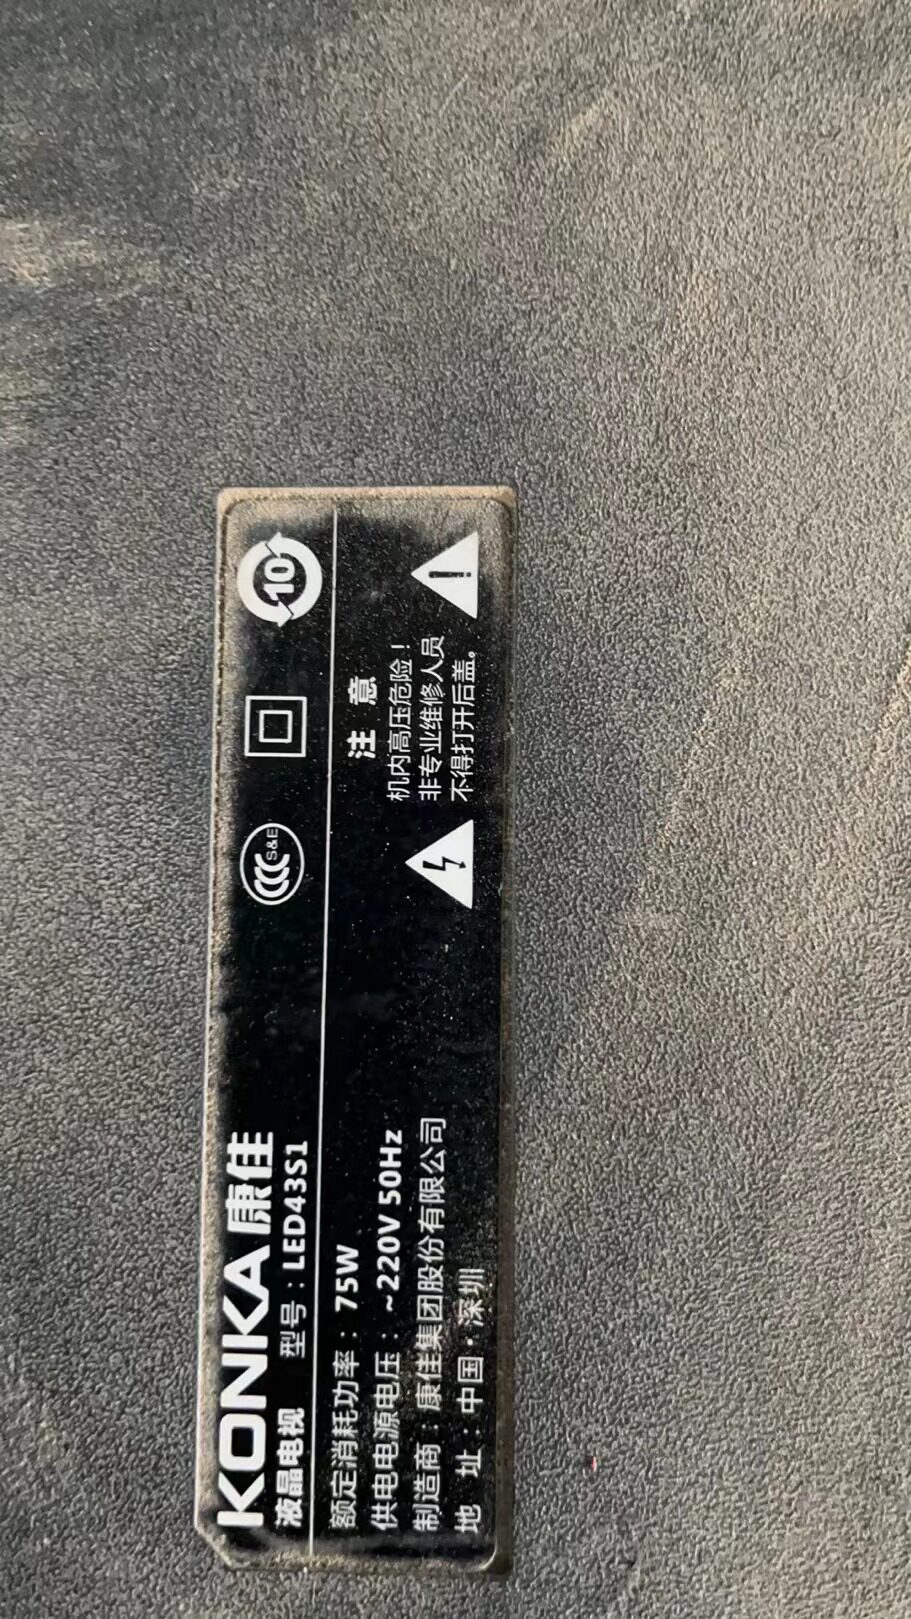 KONKA 康佳
液晶电视 型号：LED43S1
S&E
10
额定消耗功率：75W
供电电源电压：~220V 50Hz
制造商：康佳集团股份有限公司
地 址：中国·深圳
注 意
机内高压危险！
非专业维修人员
不得打开后盖。